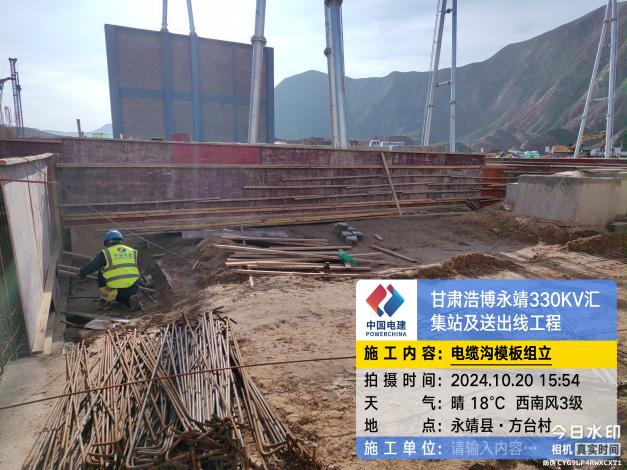 中国电建
POWERCHINA
甘肃浩博永靖330KV汇
集站及送出线工程
施工内容：电缆沟模板组立
拍摄时间：2024.10.20 15:54
天　　气：晴 18℃ 西南风3级
地　　点：永靖县·方台村
施工单位：请输入内容…
今日水印
相机 真实时间
防伪 CYG9LP4RWXCXT1